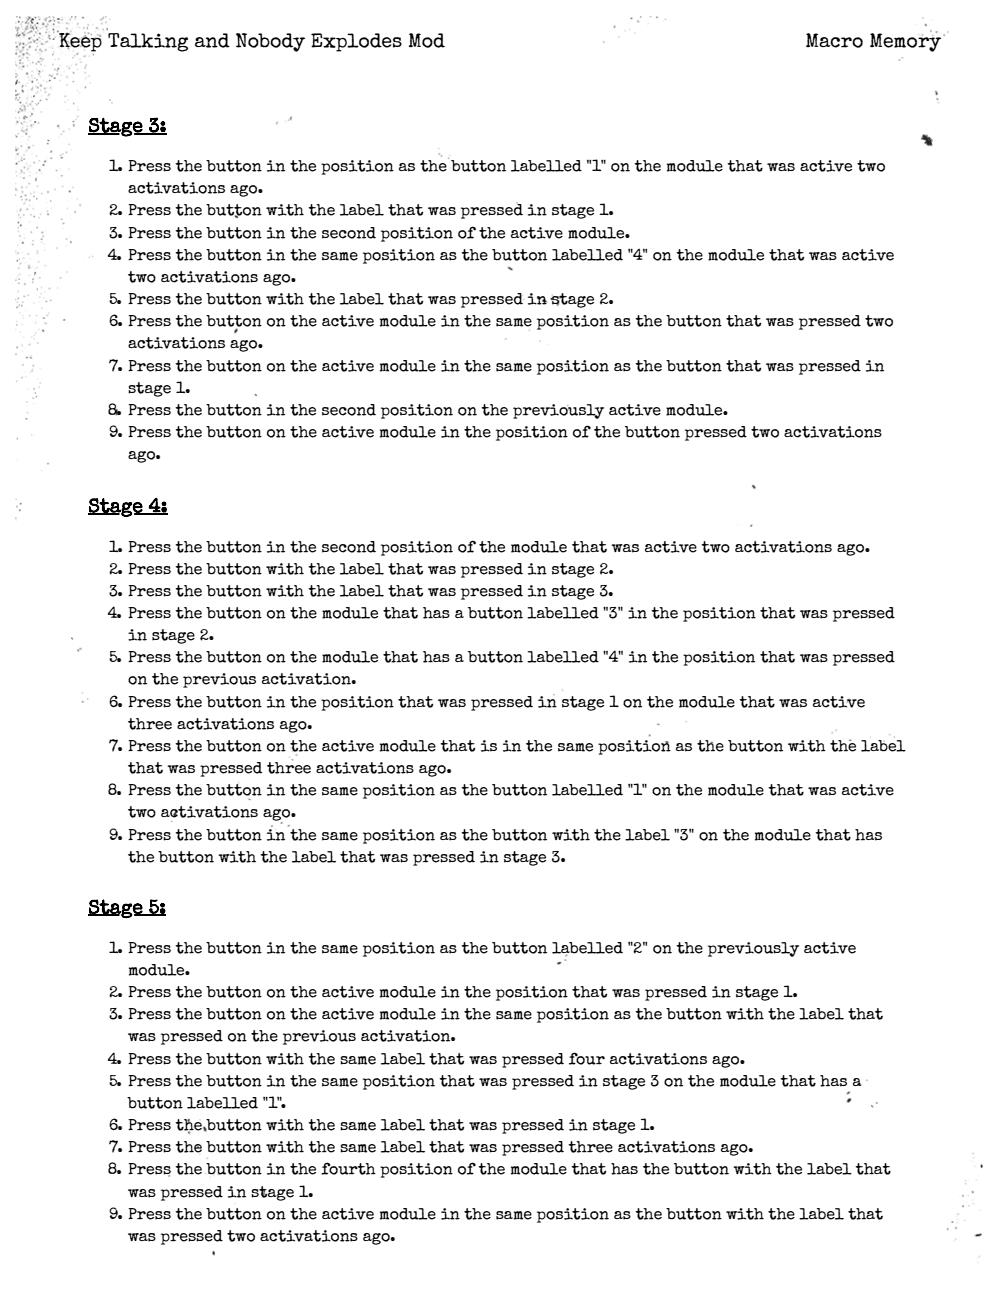 Keep Talking and Nobody Explodes Mod Macro Memory
Stage 3:
1. Press the button in the position as the button labelled "1" on the module that was active two
activations ago.
2. Press the button with the label that was pressed in stage 1.
3. Press the button in the second position of the active module.
4. Press the button in the same position as the button labelled "4" on the module that was active
two activations ago.
5. Press the button with the label that was pressed in stage 2.
6. Press the button on the active module in the same position as the button that was pressed two
activations ago.
7. Press the button on the active module in the same position as the button that was pressed in
stage 1.
8. Press the button in the second position on the previously active module.
9. Press the button on the active module in the position of the button pressed two activations
ago.
Stage 4:
1. Press the button in the second position of the module that was active two activations ago.
2. Press the button with the label that was pressed in stage 2.
3. Press the button with the label that was pressed in stage 3.
4. Press the button on the module that has a button labelled "3" in the position that was pressed
in stage 2.
5. Press the button on the module that has a button labelled "4" in the position that was pressed
on the previous activation.
6. Press the button in the position that was pressed in stage 1 on the module that was active
three activations ago.
7. Press the button on the active module that is in the same position as the button with the label
that was pressed three activations ago.
8. Press the button in the same position as the button labelled "1" on the module that was active
two activations ago.
9. Press the button in the same position as the button with the label "3" on the module that has
the button with the label that was pressed in stage 3.
Stage 5:
1. Press the button in the same position as the button labelled "2" on the previously active
module.
2. Press the button on the active module in the position that was pressed in stage 1.
3. Press the button on the active module in the same position as the button with the label that
was pressed on the previous activation.
4. Press the button with the same label that was pressed four activations ago.
5. Press the button in the same position that was pressed in stage 3 on the module that has a
button labelled "1".
6. Press the button with the same label that was pressed in stage 1.
7. Press the button with the same label that was pressed three activations ago.
8. Press the button in the fourth position of the module that has the button with the label that
was pressed in stage 1.
9. Press the button on the active module in the same position as the button with the label that
was pressed two activations ago.